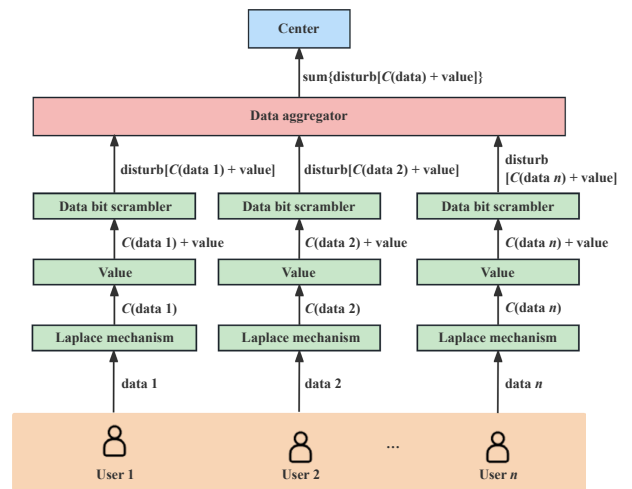 Center
sum{disturb[C(data) + value]}
Data aggregator
disturb[C(data 1) + value]
disturb[C(data 2) + value]
disturb
[C(data n) + value]
Data bit scrambler
Data bit scrambler
Data bit scrambler
C(data 1) + value
C(data 2) + value
C(data n) + value
Value
Value
Value
C(data 1)
C(data 2)
C(data n)
Laplace mechanism
Laplace mechanism
Laplace mechanism
data 1
data 2
data n
...
User 1
User 2
User n